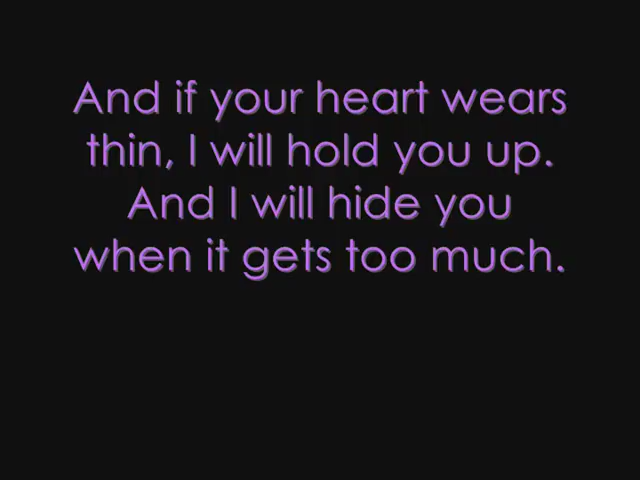 And if your heart wears
thin, I will hold you up.
And I will hide you
when it gets too much.